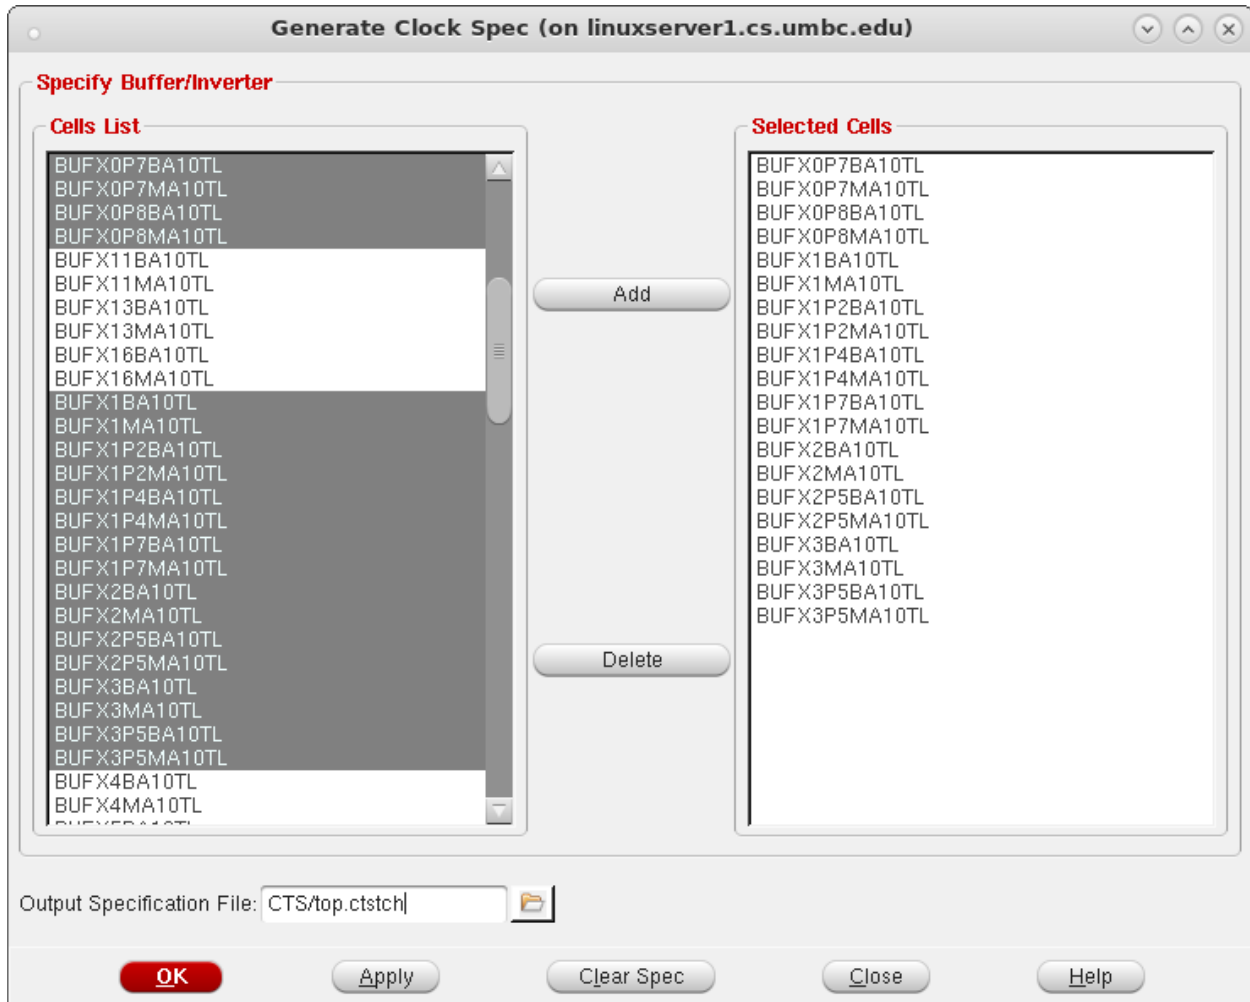 Generate Clock Spec (on linuxserver1.cs.umbc.edu)
Specify Buffer/Inverter
Cells List
BUFX0P7BA10TL
BUFX0P7MA10TL
BUFX0P8BA10TL
BUFX0P8MA10TL
BUFX11BA10TL
BUFX11MA10TL
BUFX13BA10TL
BUFX13MA10TL
BUFX16BA10TL
BUFX16MA10TL
BUFX1BA10TL
BUFX1MA10TL
BUFX1P2BA10TL
BUFX1P2MA10TL
BUFX1P4BA10TL
BUFX1P4MA10TL
BUFX1P7BA10TL
BUFX1P7MA10TL
BUFX2BA10TL
BUFX2MA10TL
BUFX2P5BA10TL
BUFX2P5MA10TL
BUFX3BA10TL
BUFX3MA10TL
BUFX3P5BA10TL
BUFX3P5MA10TL
BUFX4BA10TL
BUFX4MA10TL
Add
Delete
Selected Cells
BUFX0P7BA10TL
BUFX0P7MA10TL
BUFX0P8BA10TL
BUFX0P8MA10TL
BUFX1BA10TL
BUFX1MA10TL
BUFX1P2BA10TL
BUFX1P2MA10TL
BUFX1P4BA10TL
BUFX1P4MA10TL
BUFX1P7BA10TL
BUFX1P7MA10TL
BUFX2BA10TL
BUFX2MA10TL
BUFX2P5BA10TL
BUFX2P5MA10TL
BUFX3BA10TL
BUFX3MA10TL
BUFX3P5BA10TL
BUFX3P5MA10TL
Output Specification File: CTS/top.ctstch
OK Apply Clear Spec Close Help